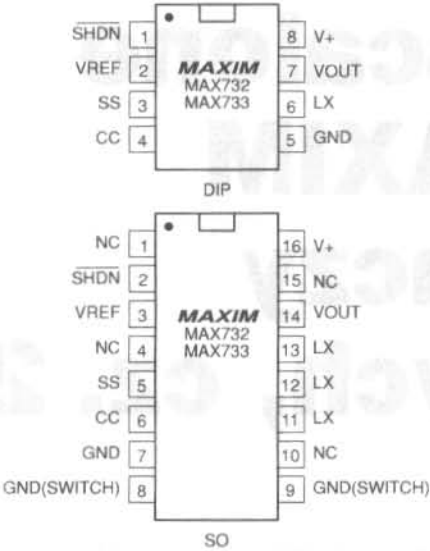 SHDN 1 8 V+
VREF 2 MAXIM 7 VOUT
MAX732
SS 3 MAX733 6 LX
CC 4 5 GND
DIP
NC 1 16 V+
SHDN 2 15 NC
VREF 3 MAXIM 14 VOUT
MAX732
NC 4 MAX733 13 LX
SS 5 12 LX
CC 6 11 LX
GND 7 10 NC
GND(SWITCH) 8 9 GND(SWITCH)
SO